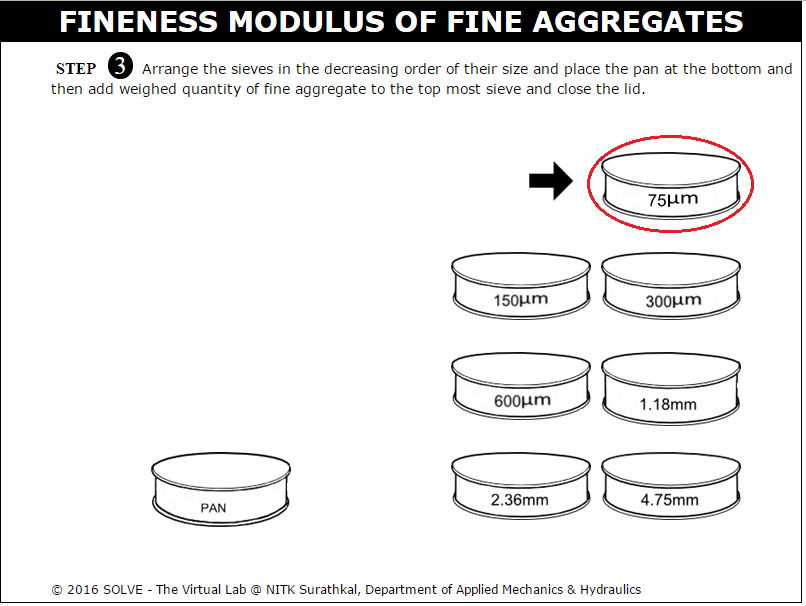 FINENESS MODULUS OF FINE AGGREGATES
STEP 3 Arrange the sieves in the decreasing order of their size and place the pan at the bottom and
then add weighed quantity of fine aggregate to the top most sieve and close the lid.
75µm
150µm 300µm
600µm 1.18mm
PAN 2.36mm 4.75mm
© 2016 SOLVE - The Virtual Lab @ NITK Surathkal, Department of Applied Mechanics & Hydraulics